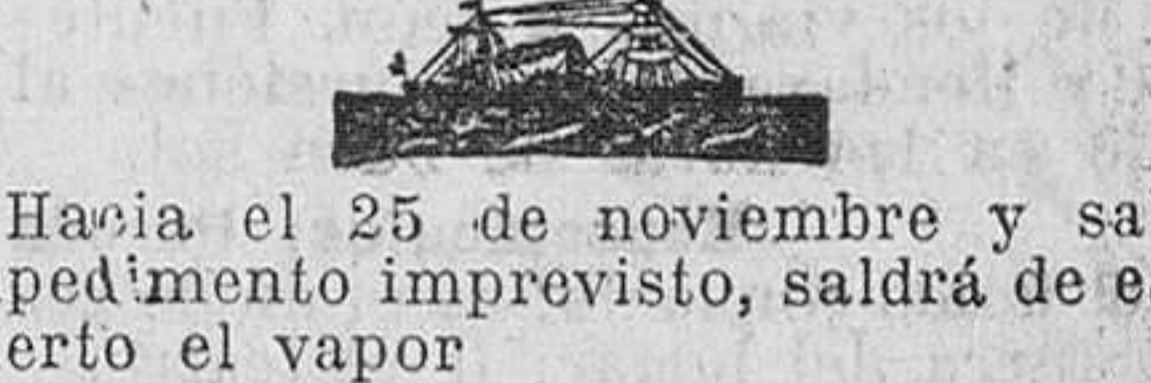 Hacia el 25 de noviembre y sa
pedimento imprevisto, saldrá de e
erto el vapor